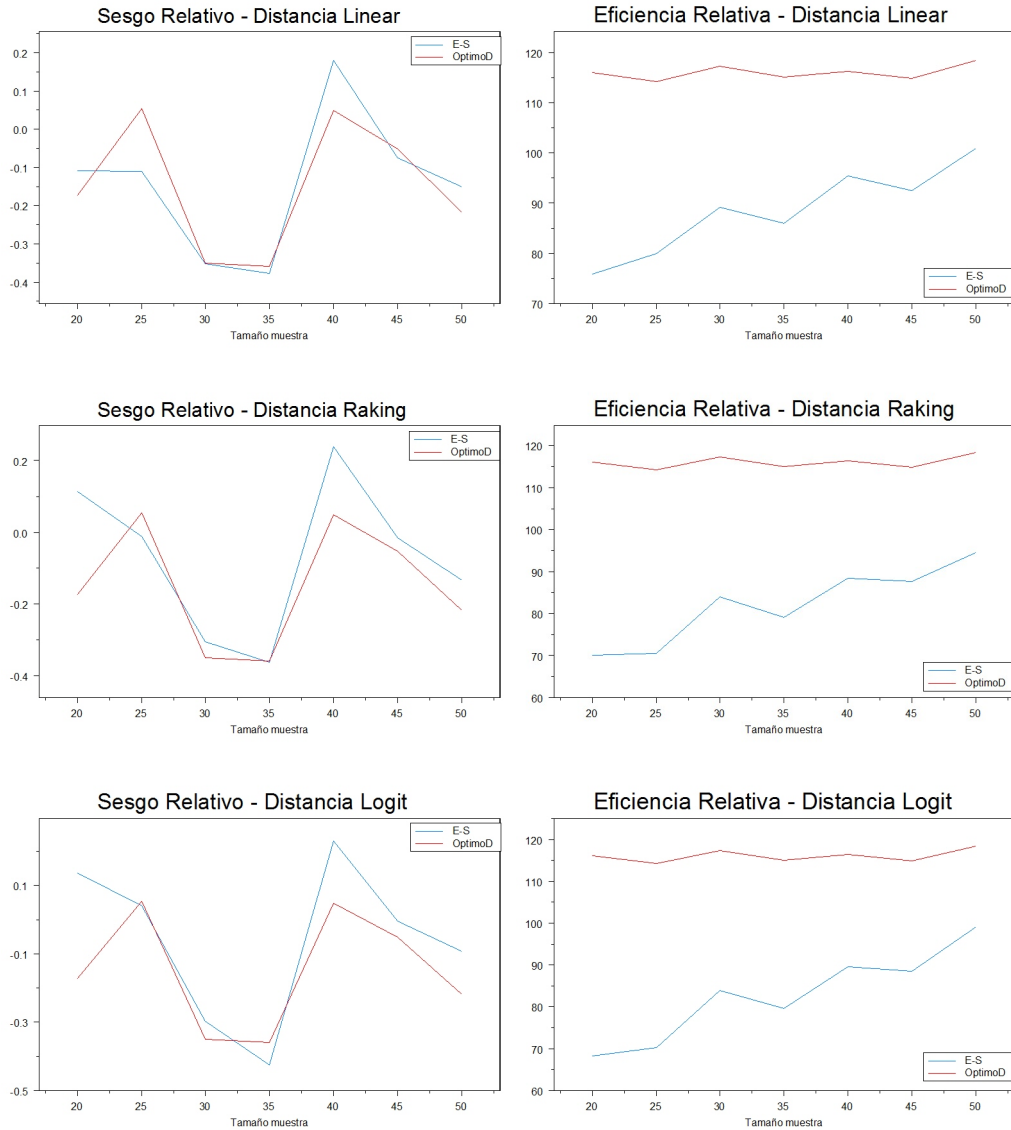 Sesgo Relativo - Distancia Linear
E-S
OptimoD
0.2
0.1
0.0
-0.1
-0.2
-0.3
-0.4
20 25 30 35 40 45 50
Tamaño muestra
Eficiencia Relativa - Distancia Linear
120
110
100
90
80
70
E-S
OptimoD
20 25 30 35 40 45 50
Tamaño muestra
Sesgo Relativo - Distancia Raking
E-S
OptimoD
0.2
0.0
-0.2
-0.4
20 25 30 35 40 45 50
Tamaño muestra
Eficiencia Relativa - Distancia Raking
120
110
100
90
80
70
60
E-S
OptimoD
20 25 30 35 40 45 50
Tamaño muestra
Sesgo Relativo - Distancia Logit
E-S
OptimoD
0.1
-0.1
-0.3
-0.5
20 25 30 35 40 45 50
Tamaño muestra
Eficiencia Relativa - Distancia Logit
120
110
100
90
80
70
60
E-S
OptimoD
20 25 30 35 40 45 50
Tamaño muestra